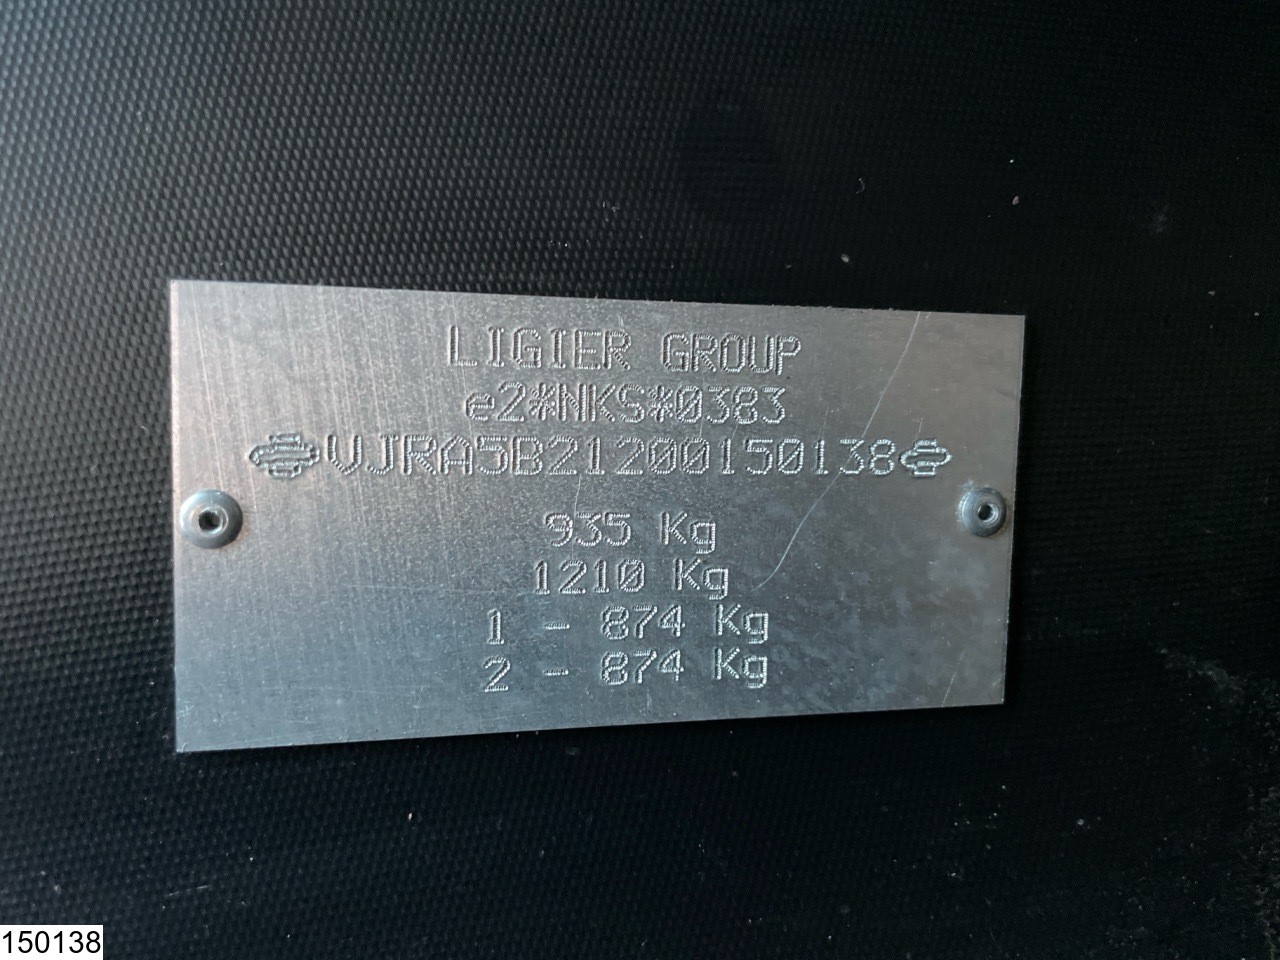 LIGIER GROUP
e2*NKS*0383
VJRA5B21200150138
935 Kg
1210 Kg
1 - 874 Kg
2 - 874 Kg
150138